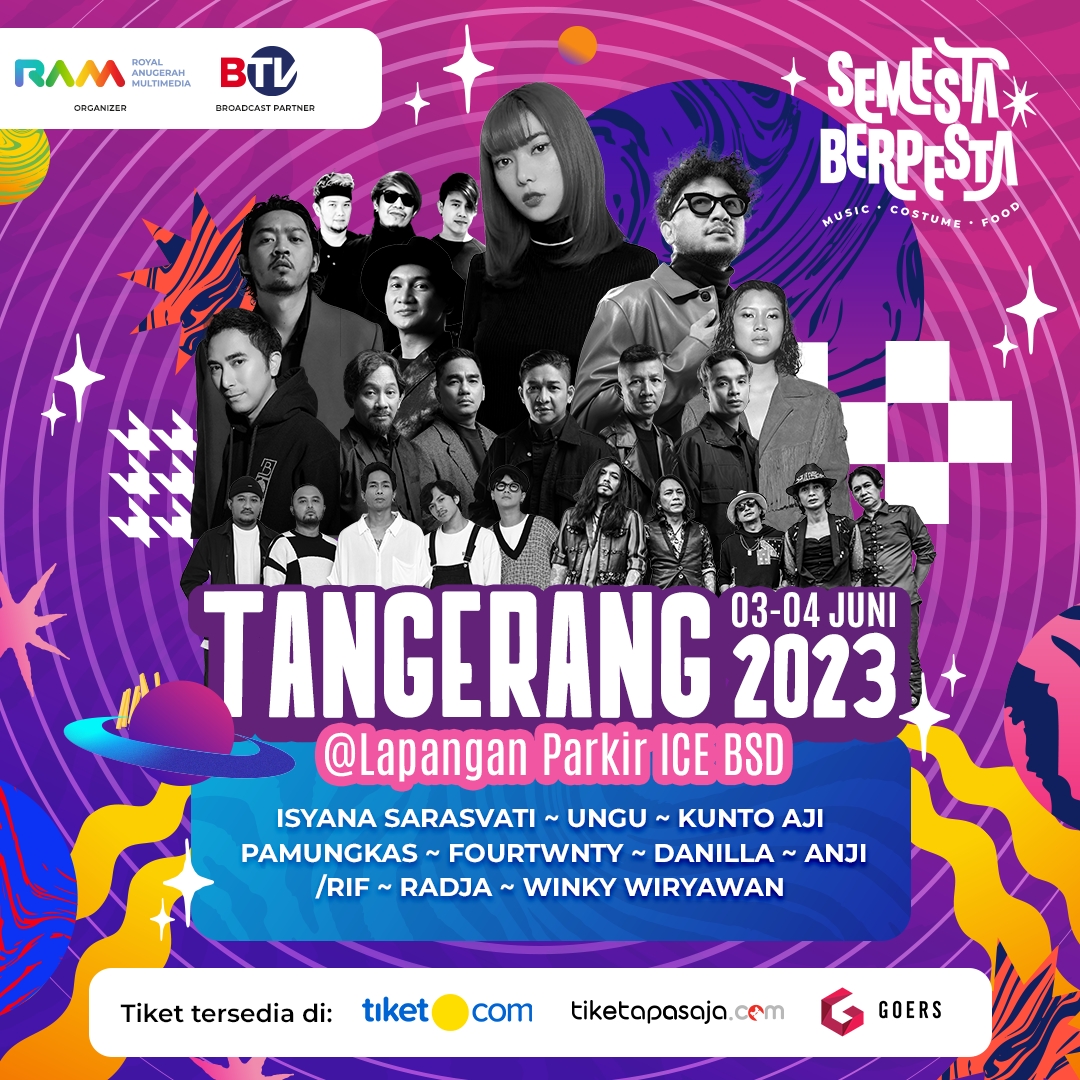 RAM ROYAL
ANUGERAH
MULTIMEDIA
ORGANIZER
BTV
BROADCAST PARTNER
SEMESTA
BERPESTA
MUSIC · COSTUME · FOOD
TANGERANG
03-04 JUNI
2023
@Lapangan Parkir ICE BSD
ISYANA SARASVATI ~ UNGU ~ KUNTO AJI
PAMUNGKAS ~ FOURTWNTY ~ DANILLA ~ ANJI
/RIF ~ RADJA ~ WINKY WIRYAWAN
Tiket tersedia di: tiket.com tiketapasaja.com GOERS